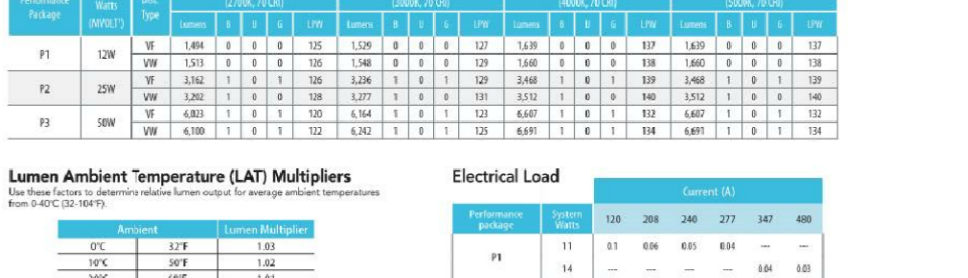 Performance Package Watts (MVOLT¹) Type (2700K, 70 CRI) (3000K, 70 CRI) (4000K, 70 CRI) (5000K, 70 CRI)
Lumens B U G LPW Lumens B U G LPW Lumens B U G LPW Lumens B U G LPW
P1 12W VF 1,494 0 0 0 125 1,529 0 0 0 127 1,639 0 0 0 137 1,639 0 0 0 137
VW 1,513 0 0 0 126 1,548 0 0 0 129 1,660 0 0 0 138 1,660 0 0 0 138
P2 25W VF 3,162 1 0 1 126 3,236 1 0 1 129 3,468 1 0 1 139 3,468 1 0 1 139
VW 3,202 1 0 0 128 3,277 1 0 0 131 3,512 1 0 0 140 3,512 1 0 0 140
P3 50W VF 6,023 1 0 1 120 6,164 1 0 1 123 6,607 1 0 1 132 6,607 1 0 1 132
VW 6,100 1 0 1 122 6,242 1 0 1 125 6,691 1 0 1 134 6,691 1 0 1 134
Lumen Ambient Temperature (LAT) Multipliers
Use these factors to determine relative lumen output for average ambient temperatures
from 0-40°C (32-104°F).
Ambient Lumen Multiplier
0°C 32°F 1.03
10°C 50°F 1.02
Electrical Load
Current (A)
Performance package System Watts 120 208 240 277 347 480
P1 11 0.1 0.06 0.05 0.04 --- ---
14 --- --- --- --- 0.04 0.03